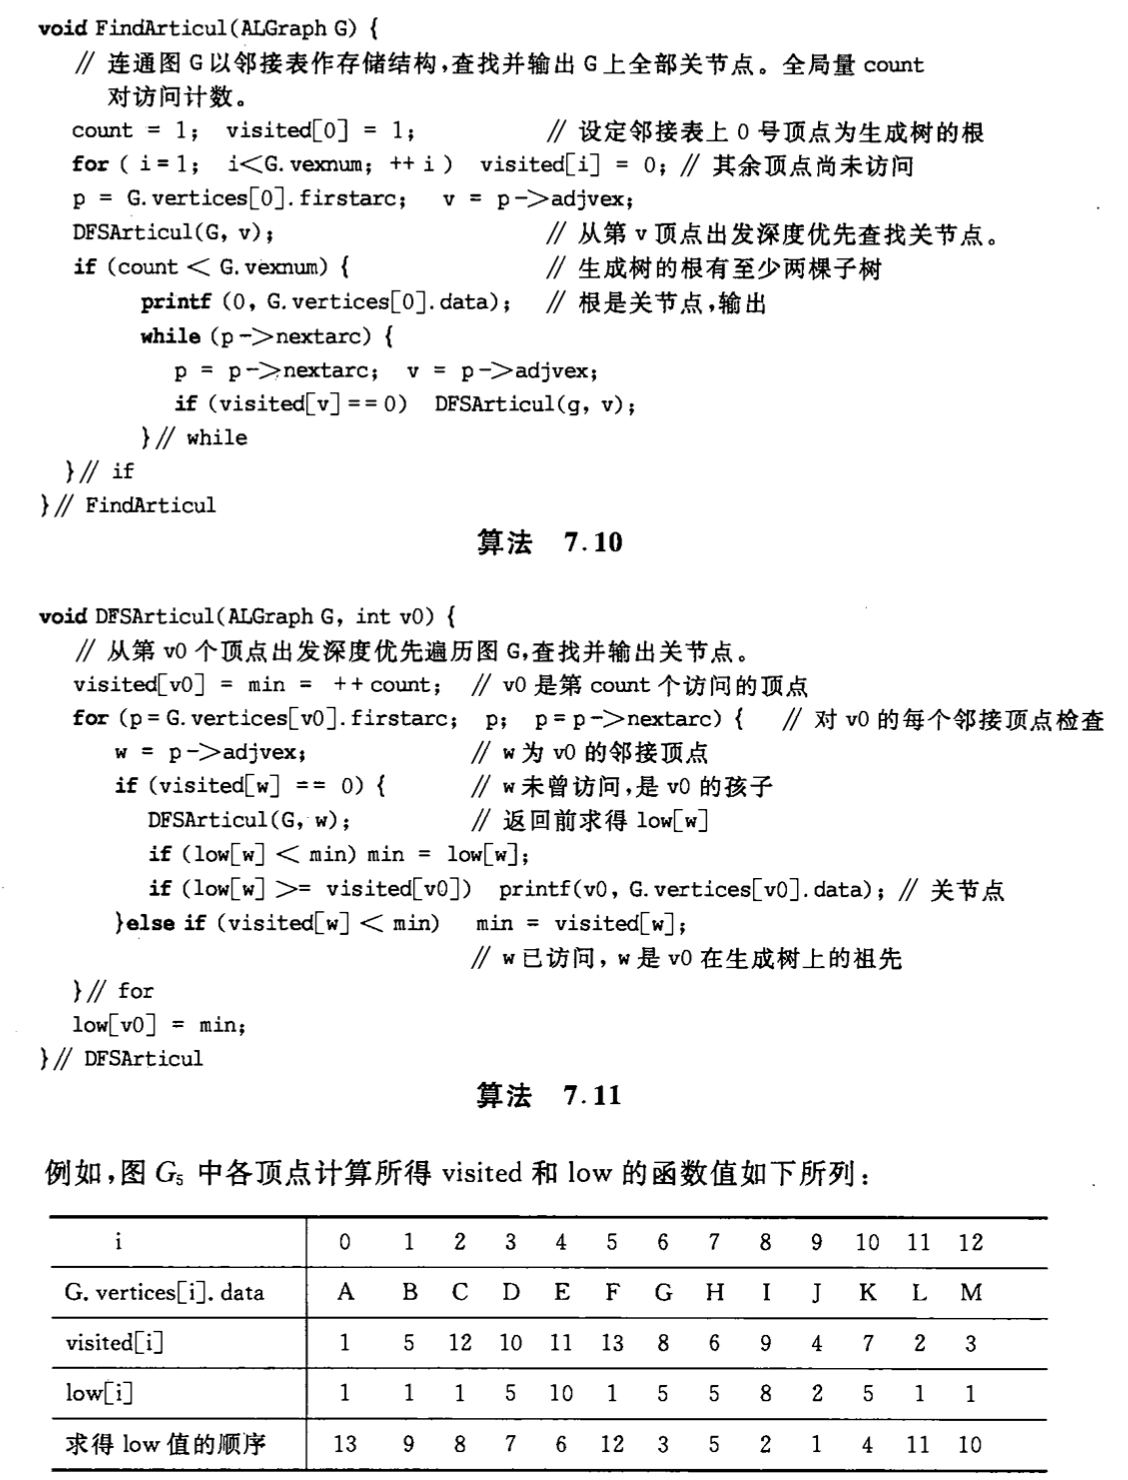 void FindArticul(ALGraph G) {
// 连通图 G 以邻接表作存储结构,查找并输出 G 上全部关节点。全局量 count
对访问计数。
count = 1; visited[0] = 1; // 设定邻接表上 0 号顶点为生成树的根
for ( i=1; i<G.vexnum; ++ i ) visited[i] = 0; // 其余顶点尚未访问
p = G.vertices[0].firstarc; v = p->adjvex;
DFSArticul(G, v); // 从第 v 顶点出发深度优先查找关节点。
if (count < G.vexnum) { // 生成树的根有至少两棵子树
printf (0, G.vertices[0].data); // 根是关节点,输出
while (p->nextarc) {
p = p->nextarc; v = p->adjvex;
if (visited[v]==0) DFSArticul(g, v);
}// while
}// if
}// FindArticul
算法 7.10
void DFSArticul(ALGraph G, int v0) {
// 从第 v0 个顶点出发深度优先遍历图 G,查找并输出关节点。
visited[v0] = min = ++count; // v0 是第 count 个访问的顶点
for (p=G.vertices[v0].firstarc; p; p=p->nextarc) { // 对 v0 的每个邻接顶点检查
w = p->adjvex; // w 为 v0 的邻接顶点
if (visited[w] == 0) { // w 未曾访问,是 v0 的孩子
DFSArticul(G, w); // 返回前求得 low[w]
if (low[w] < min) min = low[w];
if (low[w] >= visited[v0]) printf(v0, G.vertices[v0].data); // 关节点
}else if (visited[w] < min) min = visited[w];
// w 已访问, w 是 v0 在生成树上的祖先
}// for
low[v0] = min;
}// DFSArticul
算法 7.11
例如,图 G5 中各顶点计算所得 visited 和 low 的函数值如下所列:
i 0 1 2 3 4 5 6 7 8 9 10 11 12
G.vertices[i].data A B C D E F G H I J K L M
visited[i] 1 5 12 10 11 13 8 6 9 4 7 2 3
low[i] 1 1 1 5 10 1 5 5 8 2 5 1 1
求得 low 值的顺序 13 9 8 7 6 12 3 5 2 1 4 11 10